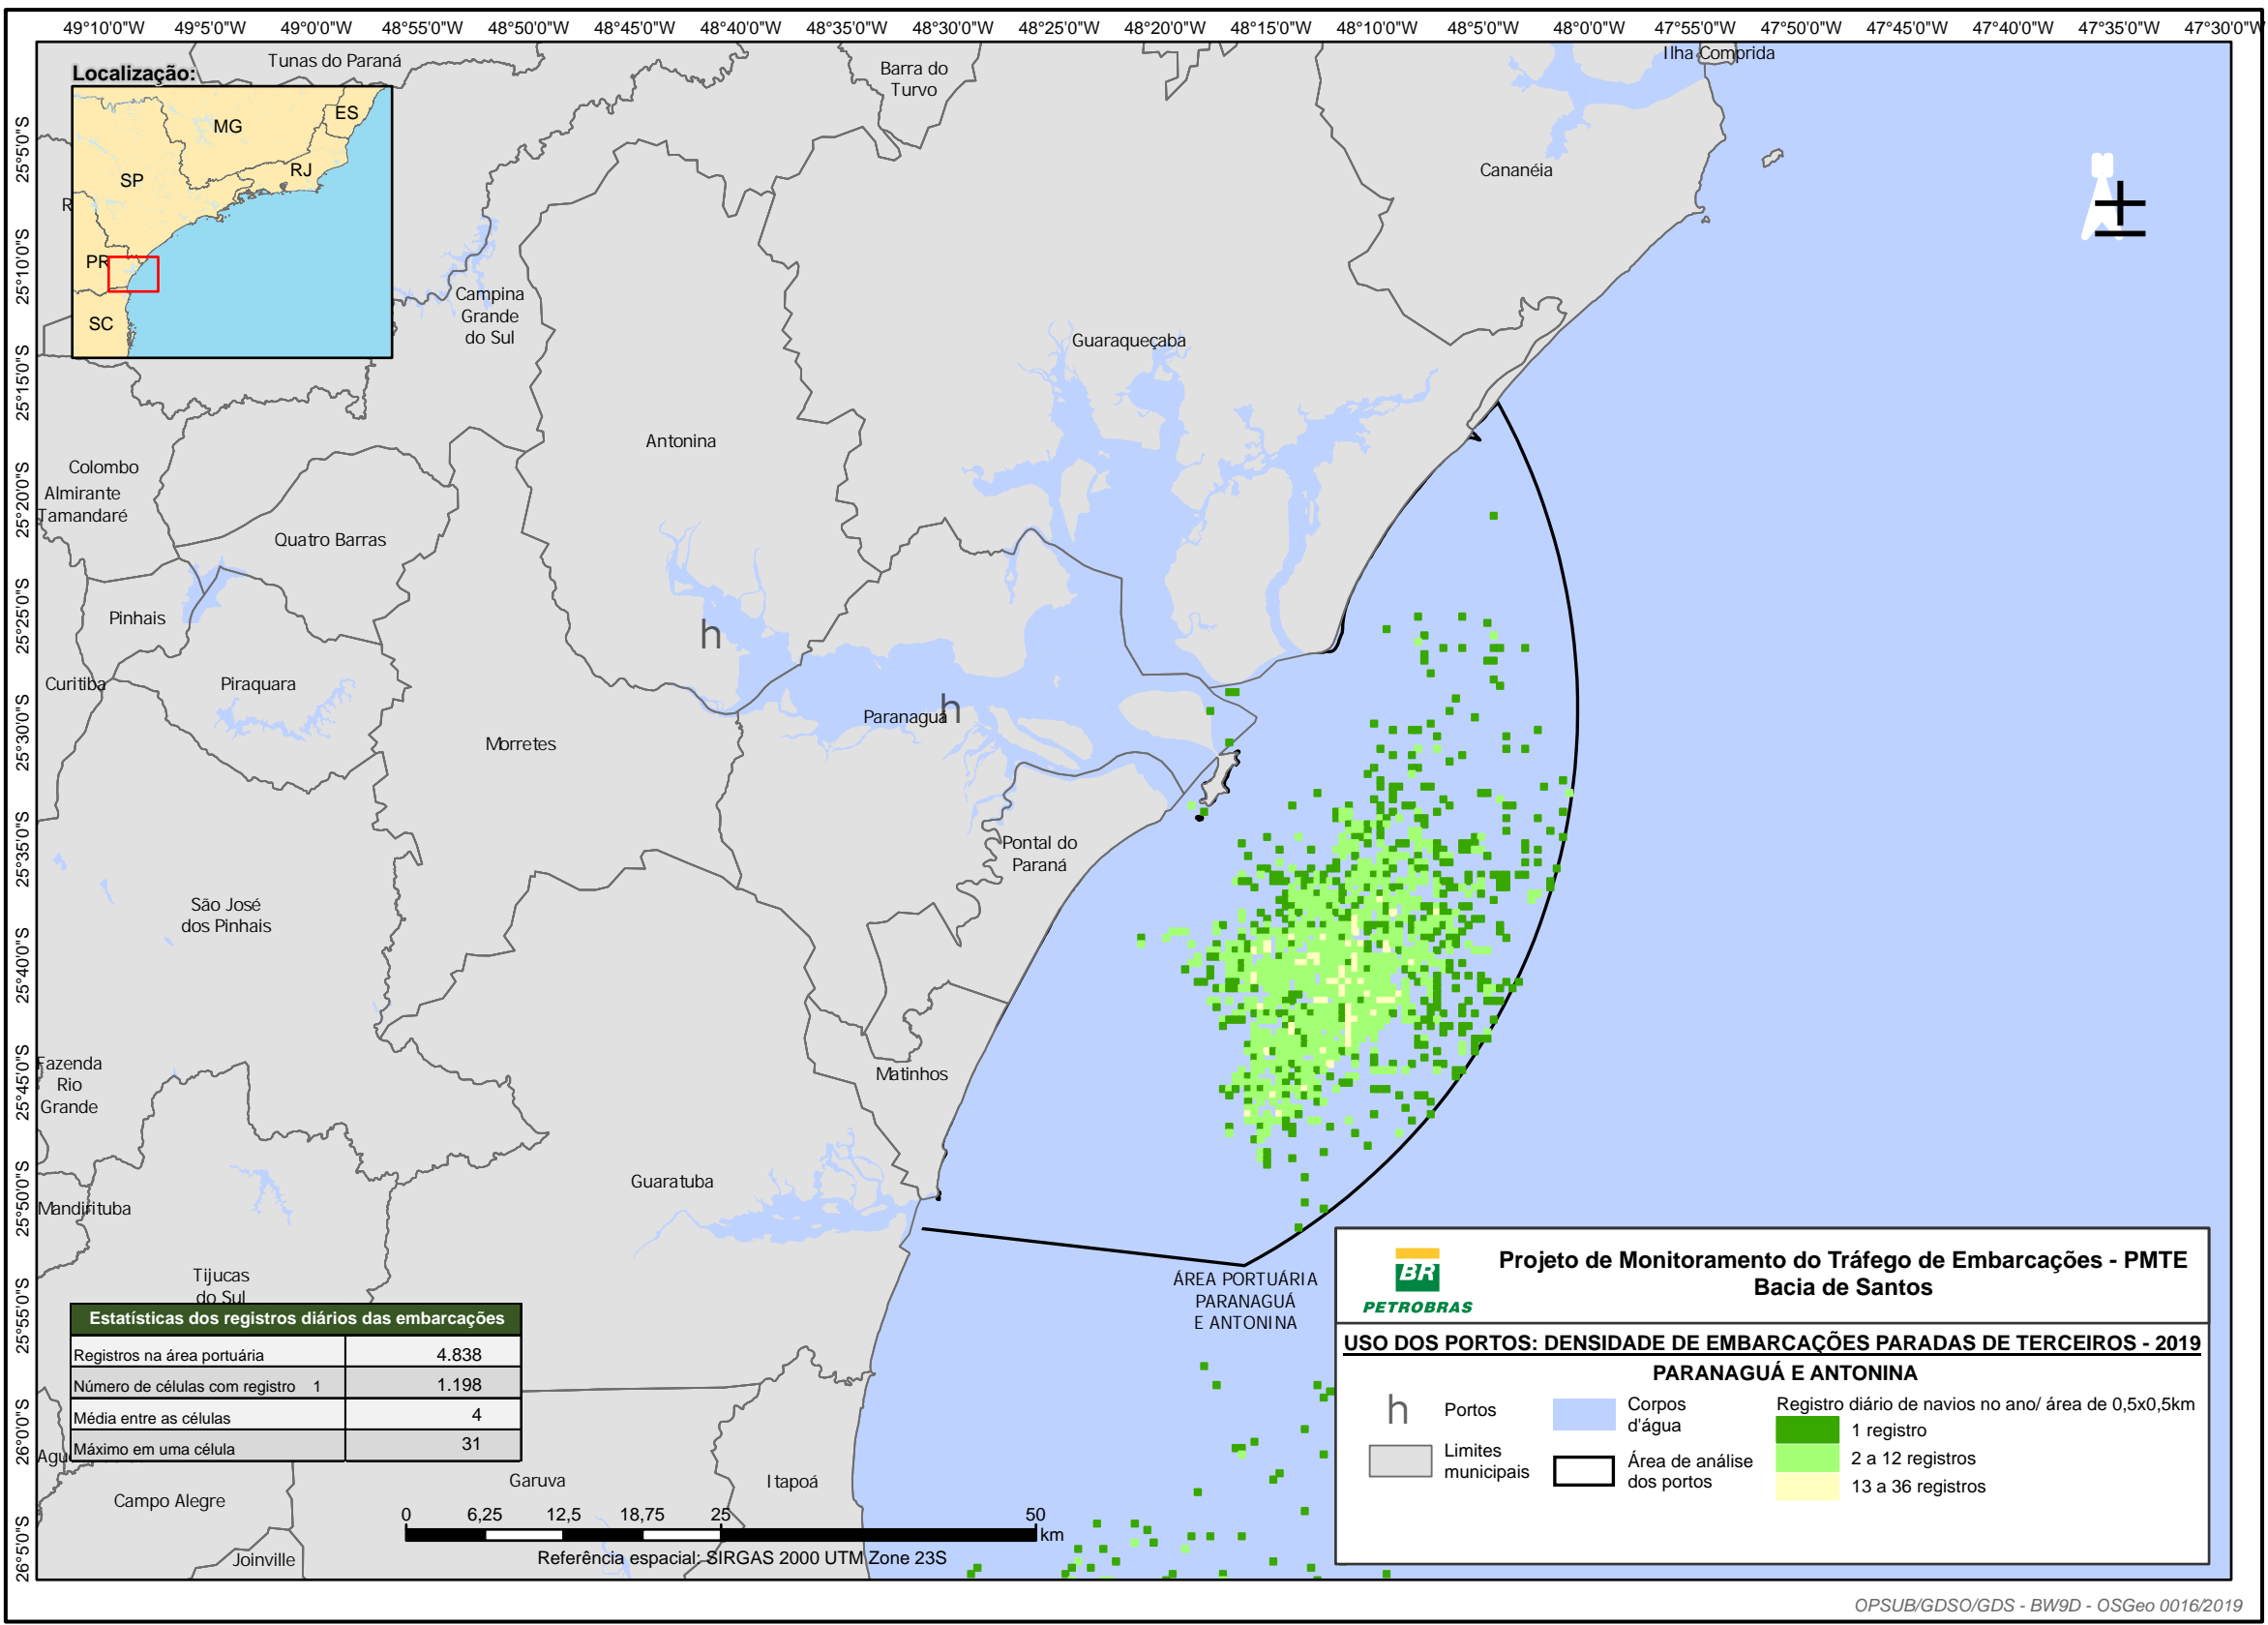 49°10'0"W 49°5'0"W 49°0'0"W 48°55'0"W 48°50'0"W 48°45'0"W 48°40'0"W 48°35'0"W 48°30'0"W 48°25'0"W 48°20'0"W 48°15'0"W 48°10'0"W 48°5'0"W 48°0'0"W 47°55'0"W 47°50'0"W 47°45'0"W 47°40'0"W 47°35'0"W 47°30'0"W
25°5'0"S
25°10'0"S
25°15'0"S
25°20'0"S
25°25'0"S
25°30'0"S
25°35'0"S
25°40'0"S
25°45'0"S
25°50'0"S
25°55'0"S
26°0'0"S
26°5'0"S
Localização:
MG
ES
RJ
SP
R
PR
SC
Tunas do Paraná
Barra do
Turvo
Ilha Comprida
Cananéia
Campina
Grande
do Sul
Guaraqueçaba
Antonina
Colombo
Almirante
Tamandaré
Quatro Barras
Pinhais
h
Curitiba
Piraquara
Paranaguá
h
Morretes
Pontal do
Paraná
São José
dos Pinhais
Fazenda
Rio
Grande
Matinhos
Mandirituba
Guaratuba
Tijucas
do Sul
ÁREA PORTUÁRIA
PARANAGUÁ
E ANTONINA
Estatísticas dos registros diários das embarcações
Registros na área portuária 4.838
Número de células com registro 1 1.198
Média entre as células 4
Máximo em uma célula 31
Agu
Campo Alegre
Garuva
Itapoá
Joinville
0 6,25 12,5 18,75 25 50
km
Referência espacial: SIRGAS 2000 UTM Zone 23S
BR
PETROBRAS
Projeto de Monitoramento do Tráfego de Embarcações - PMTE
Bacia de Santos
USO DOS PORTOS: DENSIDADE DE EMBARCAÇÕES PARADAS DE TERCEIROS - 2019
PARANAGUÁ E ANTONINA
h Portos
Limites
municipais
Corpos
d'água
Área de análise
dos portos
Registro diário de navios no ano/ área de 0,5x0,5km
1 registro
2 a 12 registros
13 a 36 registros
OPSUB/GDSO/GDS - BW9D - OSGeo 0016/2019